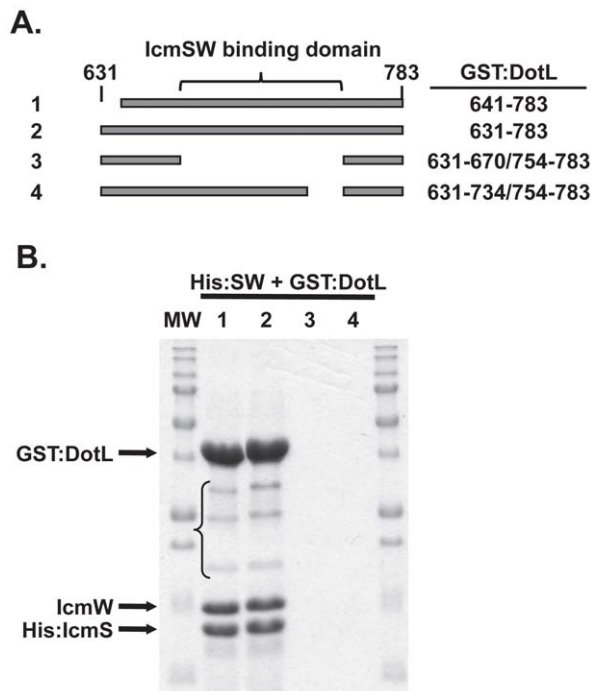 A.
IcmSW binding domain
631 783 GST:DotL
1 641-783
2 631-783
3 631-670/754-783
4 631-734/754-783
B.
His:SW + GST:DotL
MW 1 2 3 4
GST:DotL
IcmW
His:IcmS